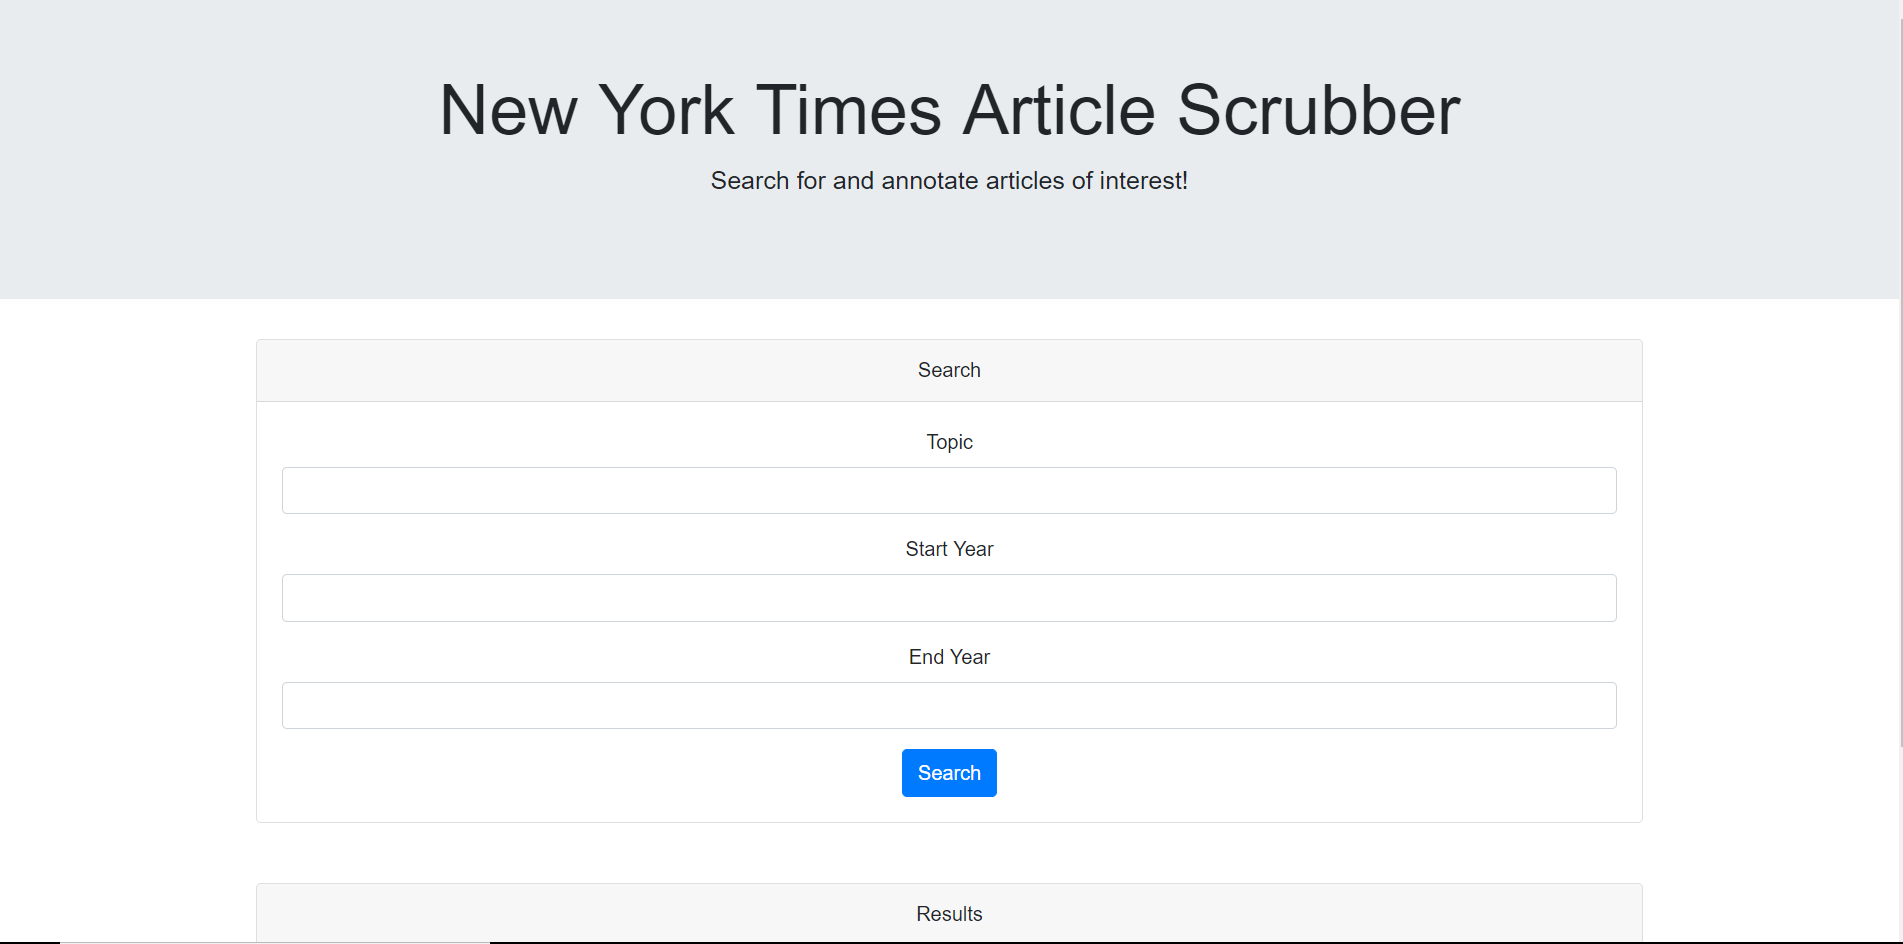 New York Times Article Scrubber
Search for and annotate articles of interest!
Search
Topic
Start Year
End Year
Search
Results